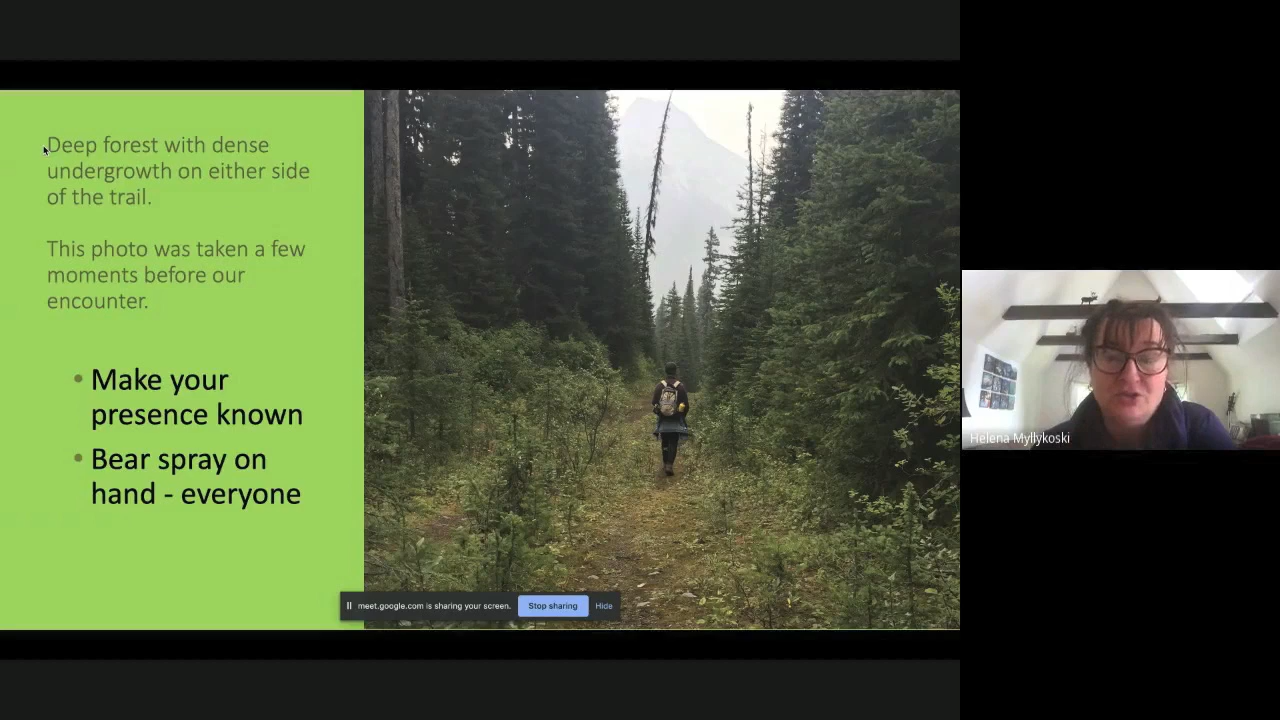 Deep forest with dense
undergrowth on either side
of the trail.
This photo was taken a few
moments before our
encounter.
• Make your
presence known
• Bear spray on
hand - everyone
meet.google.com is sharing your screen.
Stop sharing
Hide
Helena Myllykoski